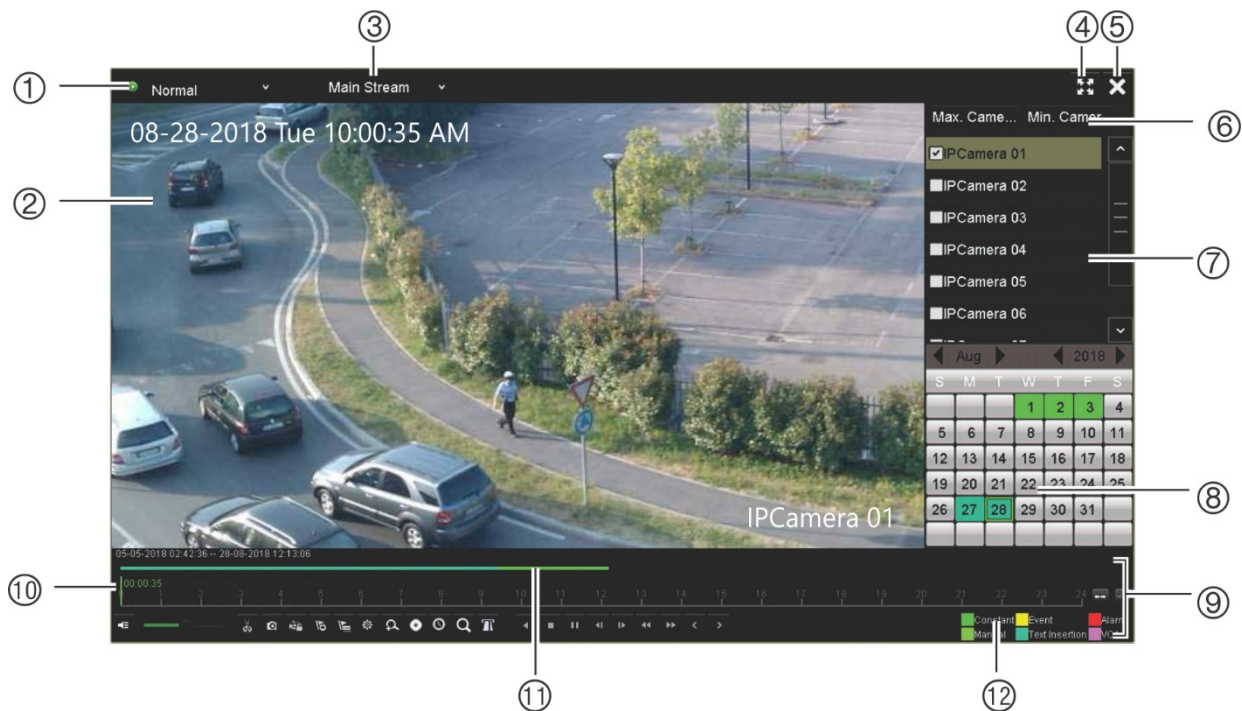 ③
④ ⑤
①
Normal
Main Stream
08-28-2018 Tue 10:00:35 AM
Max. Came... Min. Camer
⑥
IPCamera 01
②
IPCamera 02
IPCamera 03
IPCamera 04
⑦
IPCamera 05
IPCamera 06
Aug 2018
S M T W T F S
1 2 3 4
5 6 7 8 9 10 11
12 13 14 15 16 17 18
19 20 21 22 23 24 25
⑧
26 27 28 29 30 31
IPCamera 01
05-05-2018 02:42:36 -- 28-08-2018 12:13:06
⑩
00:00:35
1 2 3 4 5 6 7 8 9 10 11 12 13 14 15 16 17 18 19 20 21 22 23 24
⑨
Constant Event Alarm
Manual Text Insertion
⑪
⑫